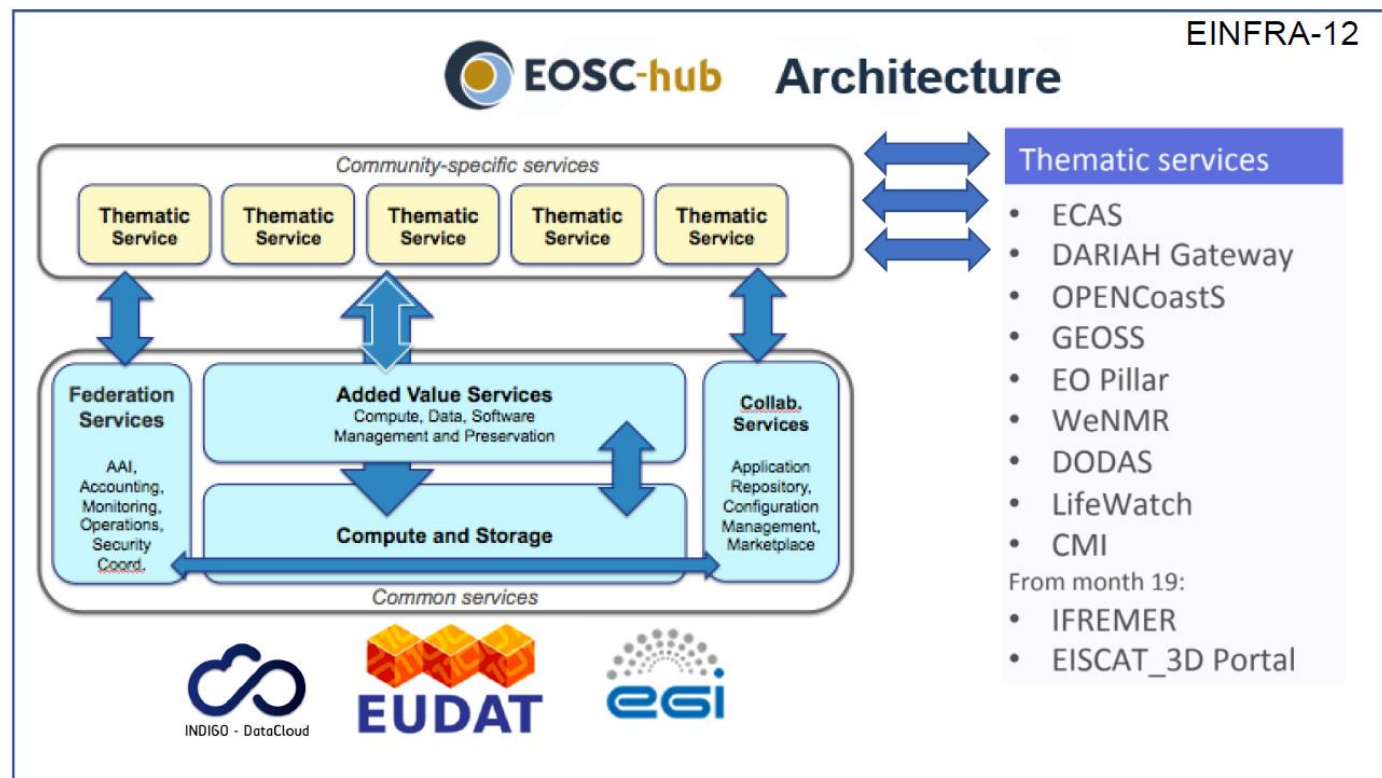 EINFRA-12
EOSC-hub Architecture
Community-specific services
Thematic Service
Thematic Service
Thematic Service
Thematic Service
Thematic Service
Federation
Services
AAI,
Accounting,
Monitoring,
Operations,
Security
Coord.
Added Value Services
Compute, Data, Software
Management and Preservation
Compute and Storage
Collab.
Services
Application
Repository,
Configuration
Management,
Marketplace
Common services
INDIGO - DataCloud
EUDAT
egi
Thematic services
• ECAS
• DARIAH Gateway
• OPENCoastS
• GEOSS
• EO Pillar
• WeNMR
• DODAS
• LifeWatch
• CMI
From month 19:
• IFREMER
• EISCAT_3D Portal